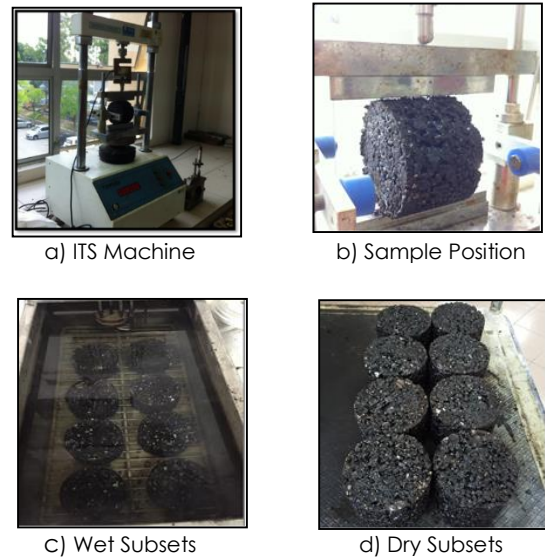 a) ITS Machine
b) Sample Position
c) Wet Subsets
d) Dry Subsets